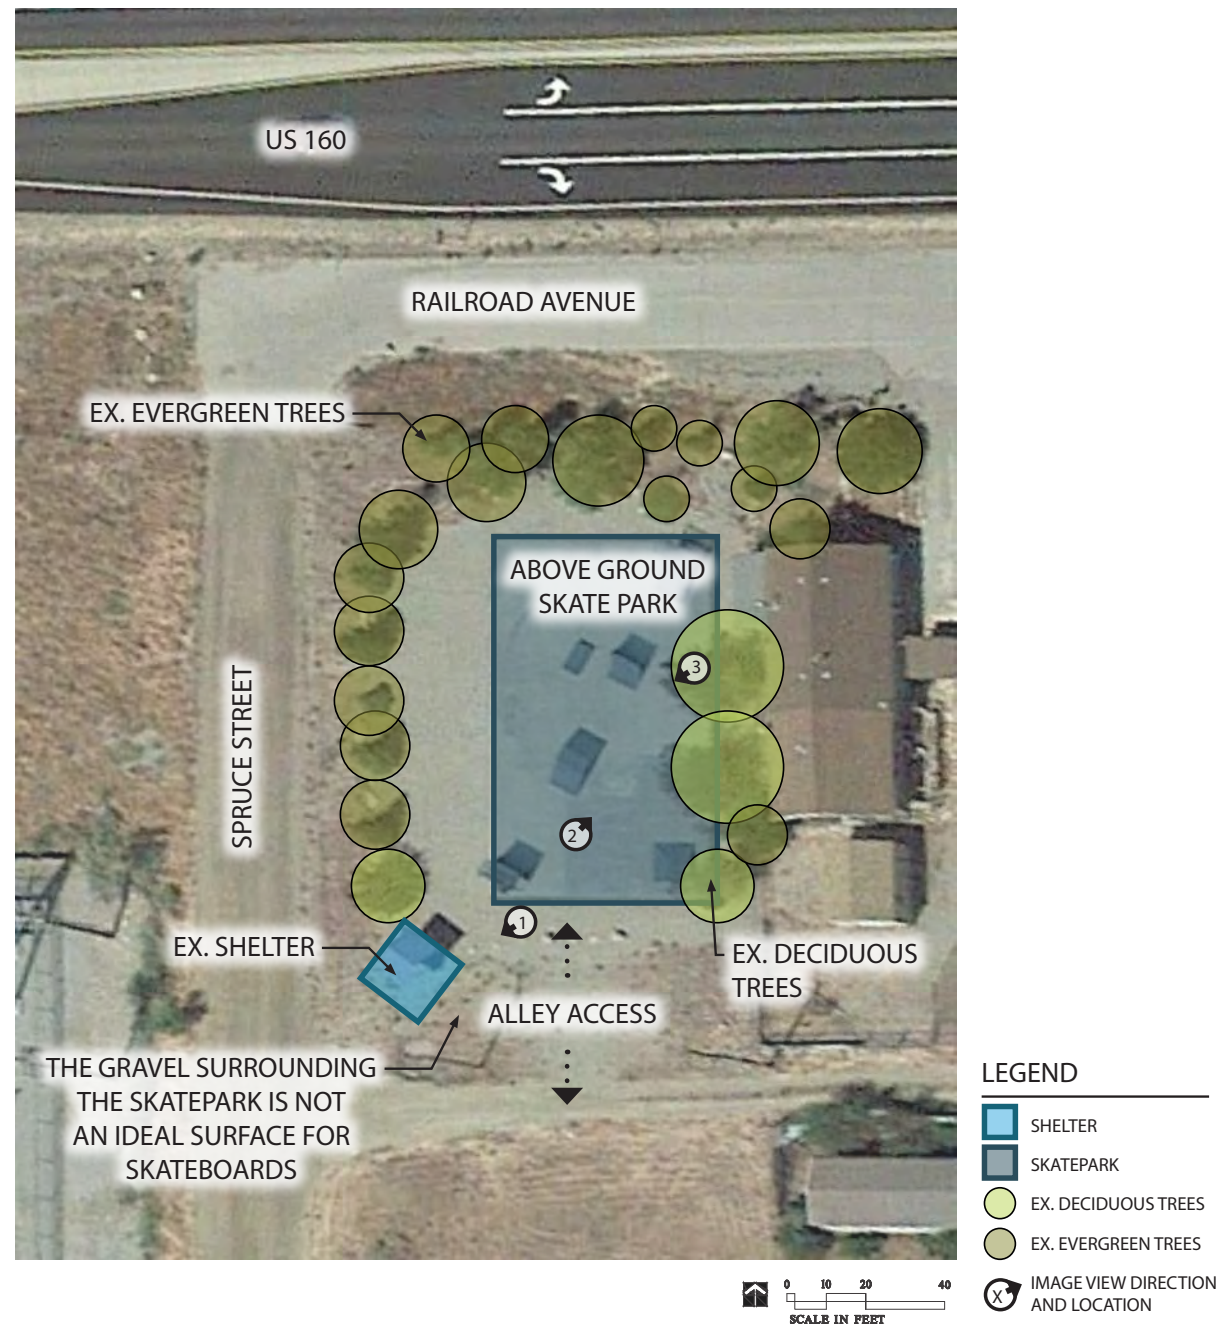 US 160
RAILROAD AVENUE
EX. EVERGREEN TREES
ABOVE GROUND
SKATE PARK
3
SPRUCE STREET
2
1
EX. SHELTER
EX. DECIDUOUS
TREES
ALLEY ACCESS
THE GRAVEL SURROUNDING
THE SKATEPARK IS NOT
AN IDEAL SURFACE FOR
SKATEBOARDS
LEGEND
SHELTER
SKATEPARK
EX. DECIDUOUS TREES
EX. EVERGREEN TREES
X
IMAGE VIEW DIRECTION
AND LOCATION
0 10 20 40
SCALE IN FEET